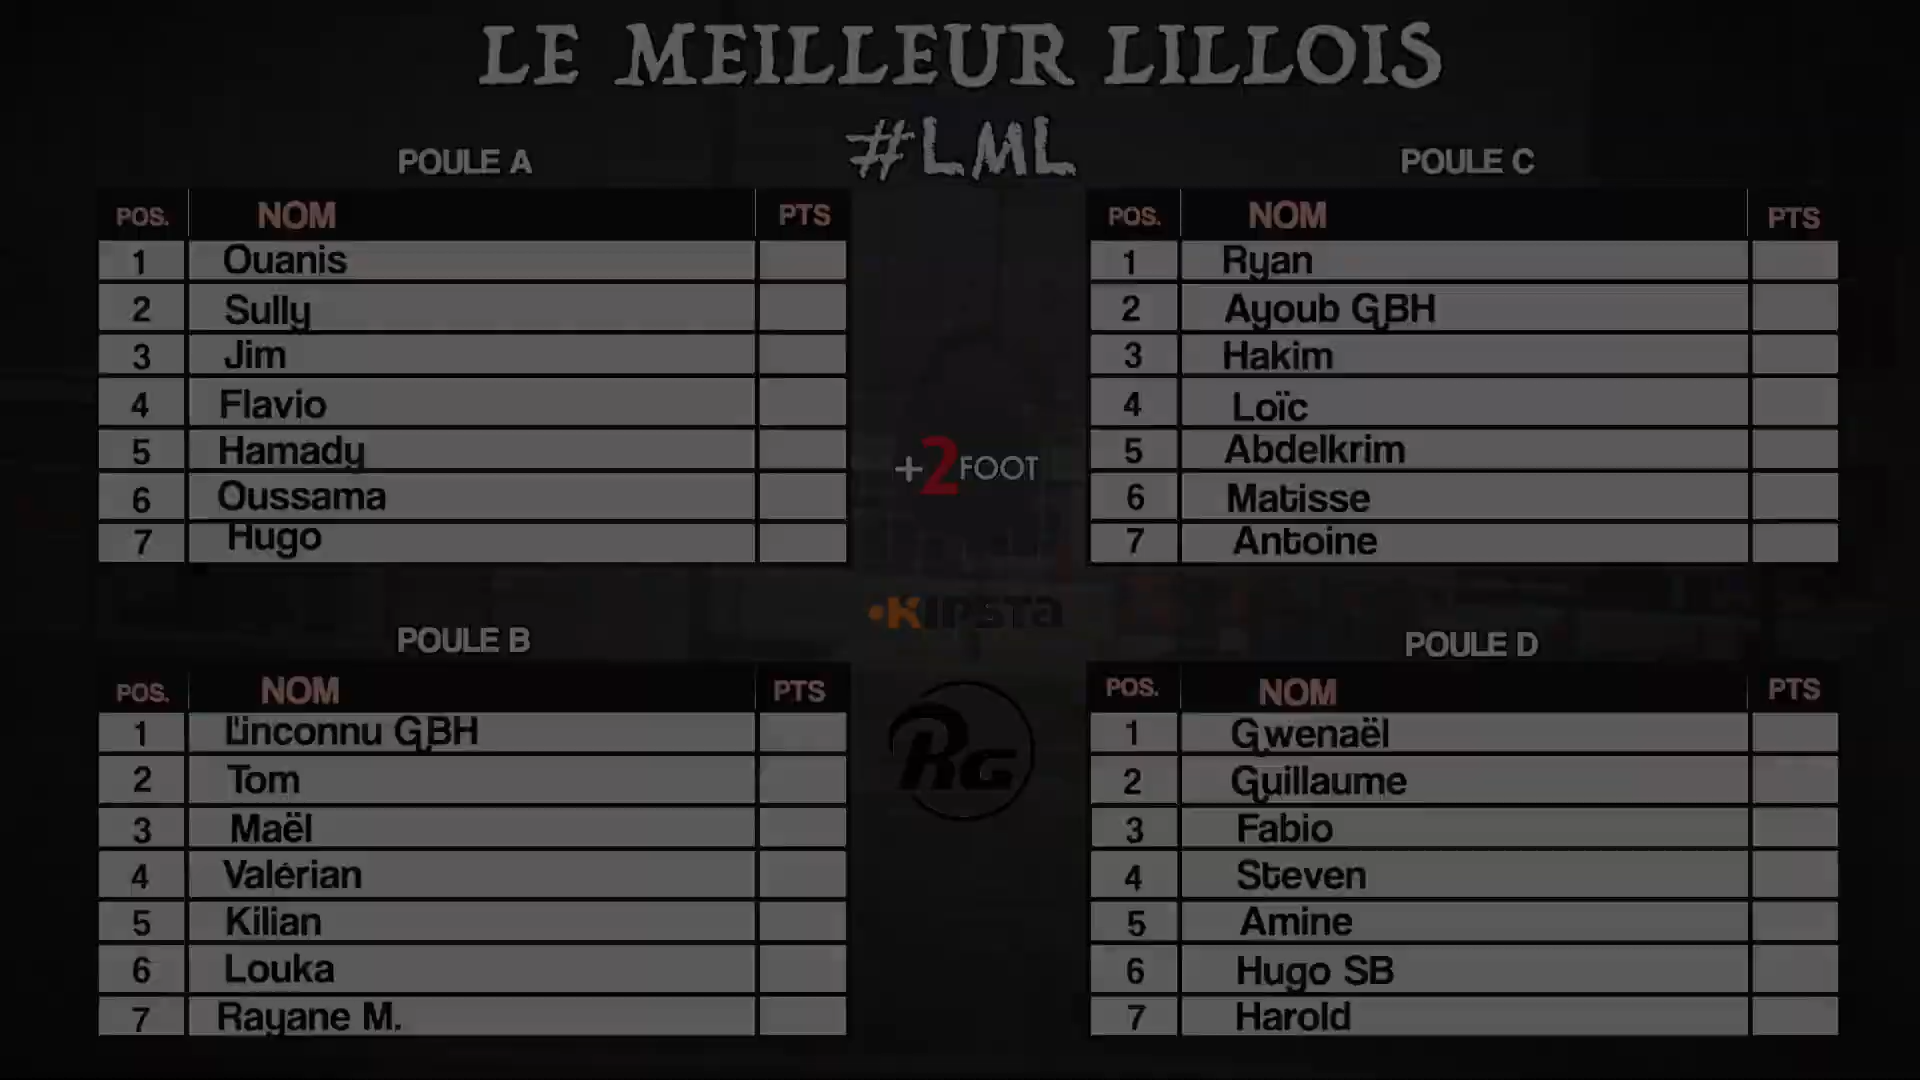 LE MEILLEUR LILLOIS
#LML
POULE A
POS. NOM PTS
1 Ouanis
2 Sully
3 Jim
4 Flavio
5 Hamady
6 Oussama
7 Hugo
POULE B
POS. NOM PTS
1 L'inconnu GBH
2 Tom
3 Maël
4 Valérian
5 Kilian
6 Louka
7 Rayane M.
+2FOOT
KIPSTA
RG
POULE C
POS. NOM PTS
1 Ryan
2 Ayoub GBH
3 Hakim
4 Loïc
5 Abdelkrim
6 Matisse
7 Antoine
POULE D
POS. NOM PTS
1 Gwenaël
2 Guillaume
3 Fabio
4 Steven
5 Amine
6 Hugo SB
7 Harold